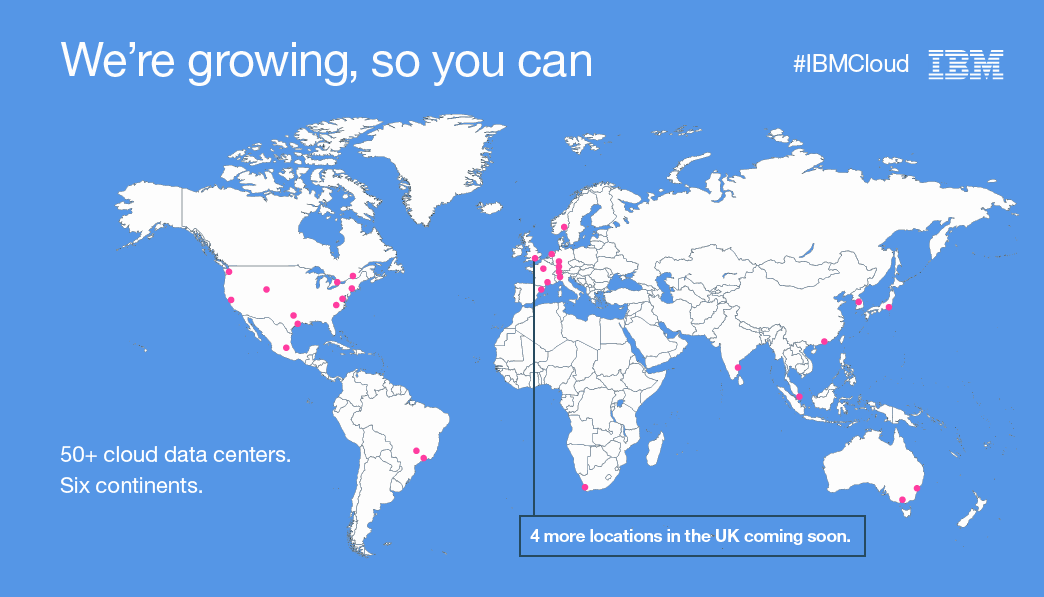 We're growing, so you can
#IBMCloud IBM
50+ cloud data centers.
Six continents.
4 more locations in the UK coming soon.